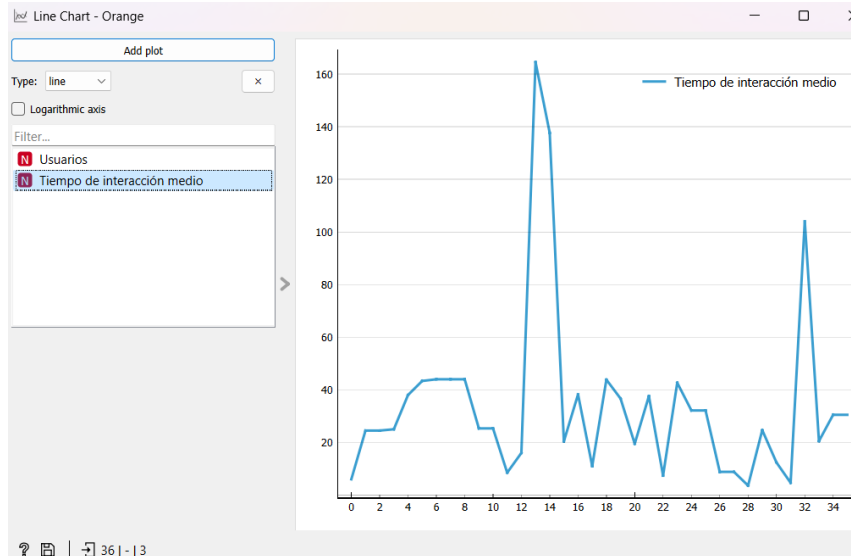 Line Chart - Orange
Add plot
Type: line
Logarithmic axis
Filter...
N Usuarios
N Tiempo de interacción medio
Tiempo de interacción medio
160
140
120
100
80
60
40
20
0 2 4 6 8 10 12 14 16 18 20 22 24 26 28 30 32 34
? 36 | - | 3